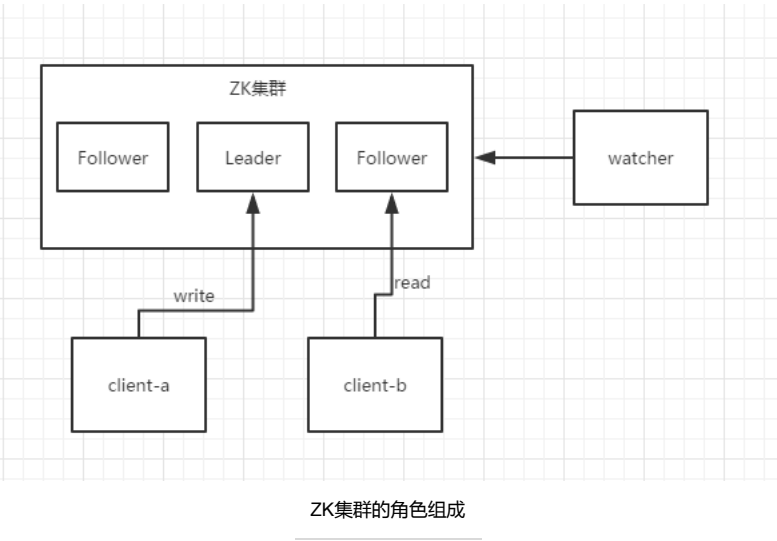 ZK集群
Follower
Leader
Follower
watcher
write
read
client-a
client-b
ZK集群的角色组成